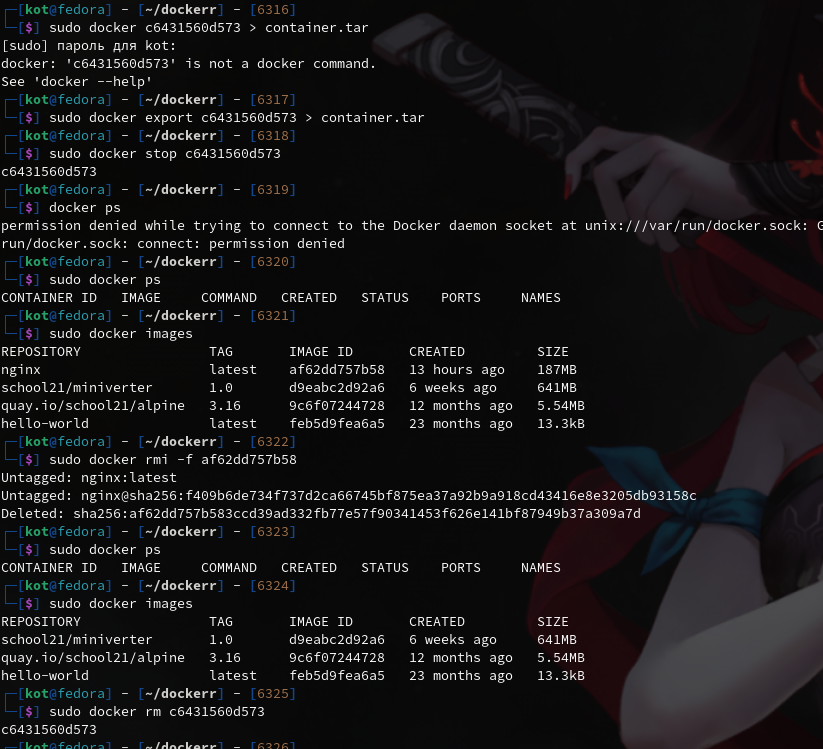 ┌─[kot@fedora] - [~/dockerr] - [6316]
└─[$] sudo docker c6431560d573 > container.tar
[sudo] пароль для kot:
docker: 'c6431560d573' is not a docker command.
See 'docker --help'
┌─[kot@fedora] - [~/dockerr] - [6317]
└─[$] sudo docker export c6431560d573 > container.tar
┌─[kot@fedora] - [~/dockerr] - [6318]
└─[$] sudo docker stop c6431560d573
c6431560d573
┌─[kot@fedora] - [~/dockerr] - [6319]
└─[$] docker ps
permission denied while trying to connect to the Docker daemon socket at unix:///var/run/docker.sock: G
run/docker.sock: connect: permission denied
┌─[kot@fedora] - [~/dockerr] - [6320]
└─[$] sudo docker ps
CONTAINER ID   IMAGE     COMMAND   CREATED   STATUS    PORTS     NAMES
┌─[kot@fedora] - [~/dockerr] - [6321]
└─[$] sudo docker images
REPOSITORY                TAG       IMAGE ID       CREATED         SIZE
nginx                     latest    af62dd757b58   13 hours ago    187MB
school21/miniverter       1.0       d9eabc2d92a6   6 weeks ago     641MB
quay.io/school21/alpine   3.16      9c6f07244728   12 months ago   5.54MB
hello-world               latest    feb5d9fea6a5   23 months ago   13.3kB
┌─[kot@fedora] - [~/dockerr] - [6322]
└─[$] sudo docker rmi -f af62dd757b58
Untagged: nginx:latest
Untagged: nginx@sha256:f409b6de734f737d2ca66745bf875ea37a92b9a918cd43416e8e3205db93158c
Deleted: sha256:af62dd757b583ccd39ad332fb77e57f90341453f626e141bf87949b37a309a7d
┌─[kot@fedora] - [~/dockerr] - [6323]
└─[$] sudo docker ps
CONTAINER ID   IMAGE     COMMAND   CREATED   STATUS    PORTS     NAMES
┌─[kot@fedora] - [~/dockerr] - [6324]
└─[$] sudo docker images
REPOSITORY                TAG       IMAGE ID       CREATED         SIZE
school21/miniverter       1.0       d9eabc2d92a6   6 weeks ago     641MB
quay.io/school21/alpine   3.16      9c6f07244728   12 months ago   5.54MB
hello-world               latest    feb5d9fea6a5   23 months ago   13.3kB
┌─[kot@fedora] - [~/dockerr] - [6325]
└─[$] sudo docker rm c6431560d573
c6431560d573
┌─[kot@fedora] - [~/dockerr] - [6326]